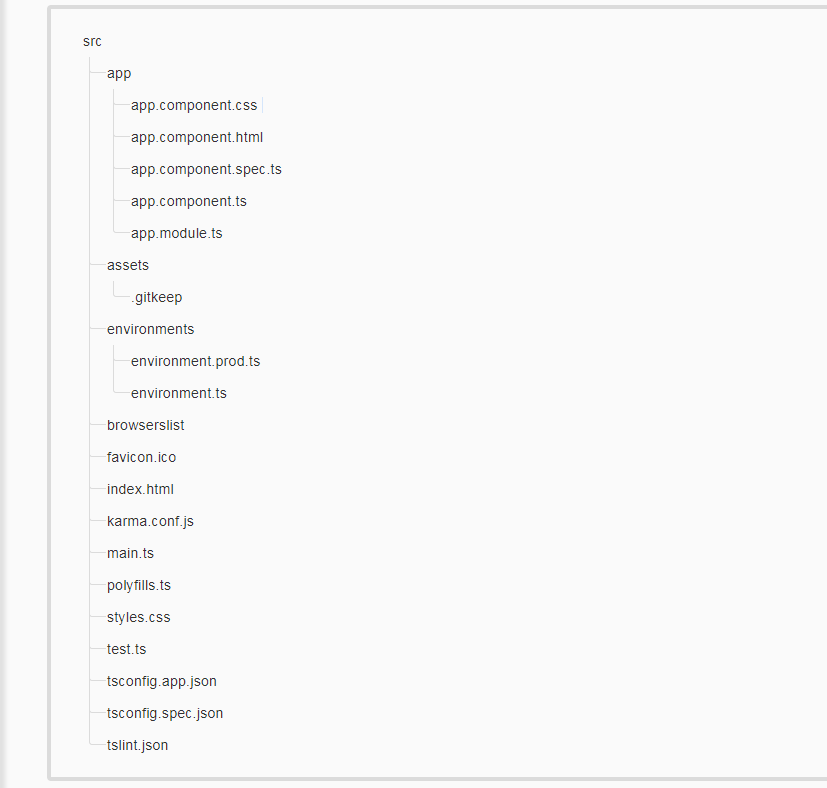 src
app
app.component.css
app.component.html
app.component.spec.ts
app.component.ts
app.module.ts
assets
.gitkeep
environments
environment.prod.ts
environment.ts
browserslist
favicon.ico
index.html
karma.conf.js
main.ts
polyfills.ts
styles.css
test.ts
tsconfig.app.json
tsconfig.spec.json
tslint.json